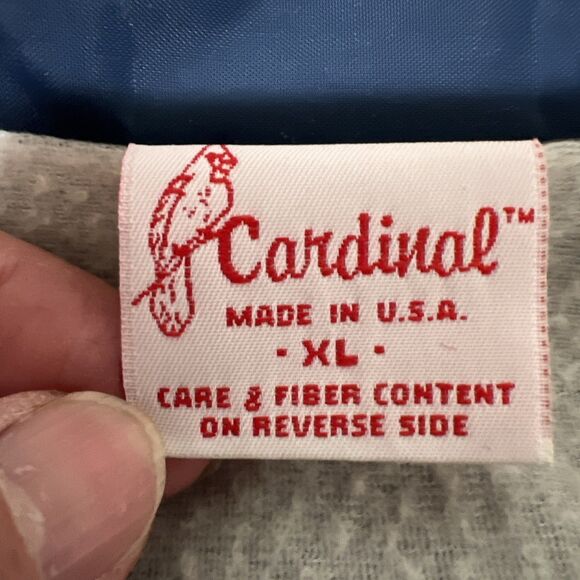 Cardinal™
MADE IN U.S.A.
- XL -
CARE & FIBER CONTENT
ON REVERSE SIDE